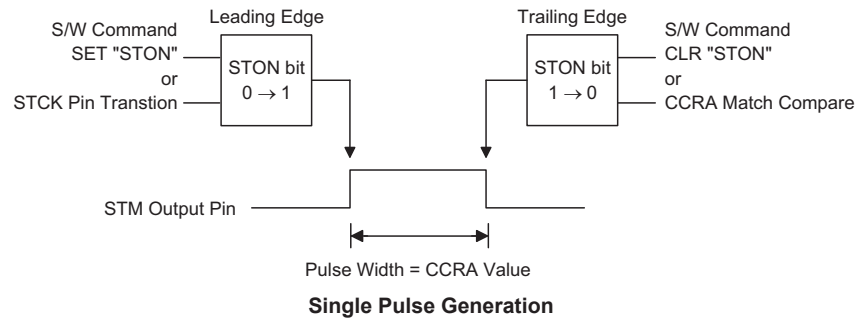 Leading Edge
S/W Command
SET "STON"
or
STCK Pin Transtion
STON bit
0 → 1
Trailing Edge
STON bit
1 → 0
S/W Command
CLR "STON"
or
CCRA Match Compare
STM Output Pin
Pulse Width = CCRA Value
Single Pulse Generation